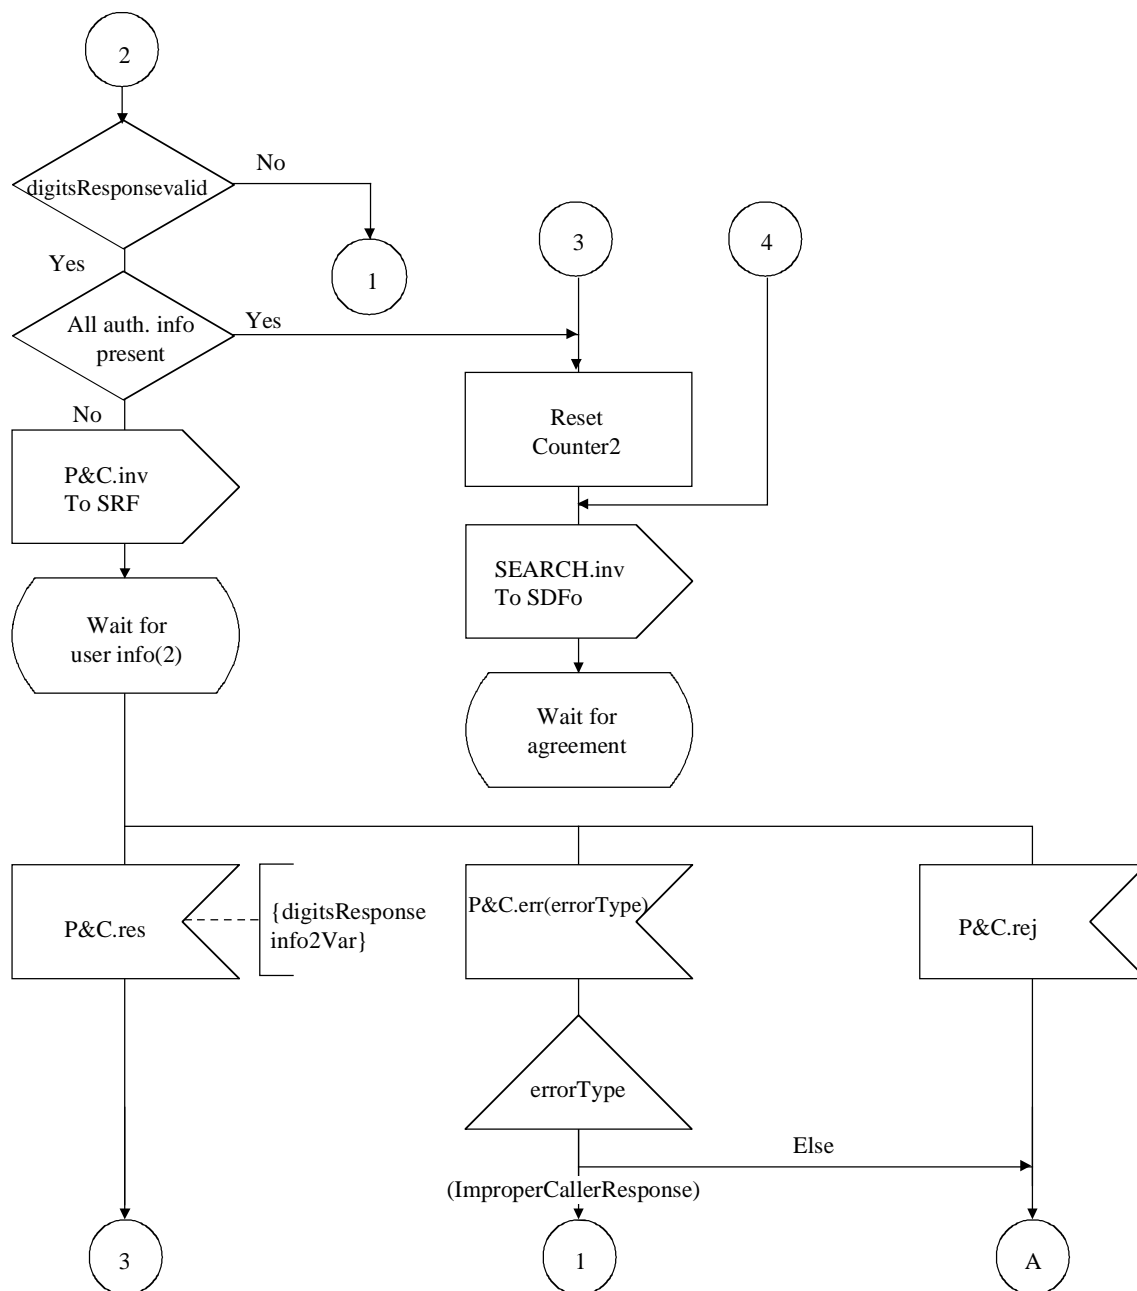 2
No
digitsResponsevalid
3
4
Yes
1
All auth. info
present
Yes
No
Reset
Counter2
P&C.inv
To SRF
SEARCH.inv
To SDFo
Wait for
user info(2)
Wait for
agreement
P&C.res
{digitsResponse
info2Var}
P&C.err(errorType)
P&C.rej
errorType
Else
(ImproperCallerResponse)
3
1
A